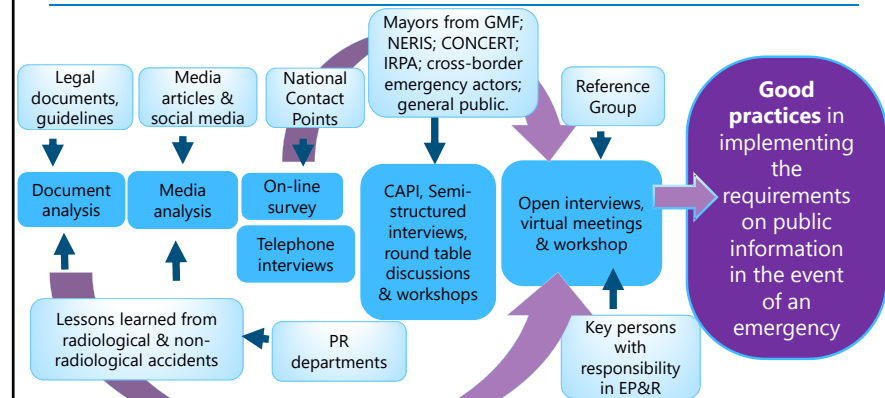 Mayors from GMF;
NERIS; CONCERT;
IRPA; cross-border
emergency actors;
general public.
Legal
documents,
guidelines
Media
articles &
social media
National
Contact
Points
Reference
Group
Document
analysis
Media
analysis
On-line
survey
Telephone
interviews
CAPI, Semi-
structured
interviews,
round table
discussions
& workshops
Open interviews,
virtual meetings
& workshop
Good
practices in
implementing
the
requirements
on public
information
in the event
of an
emergency
Lessons learned from
radiological & non-
radiological accidents
PR
departments
Key persons
with
responsibility
in EP&R